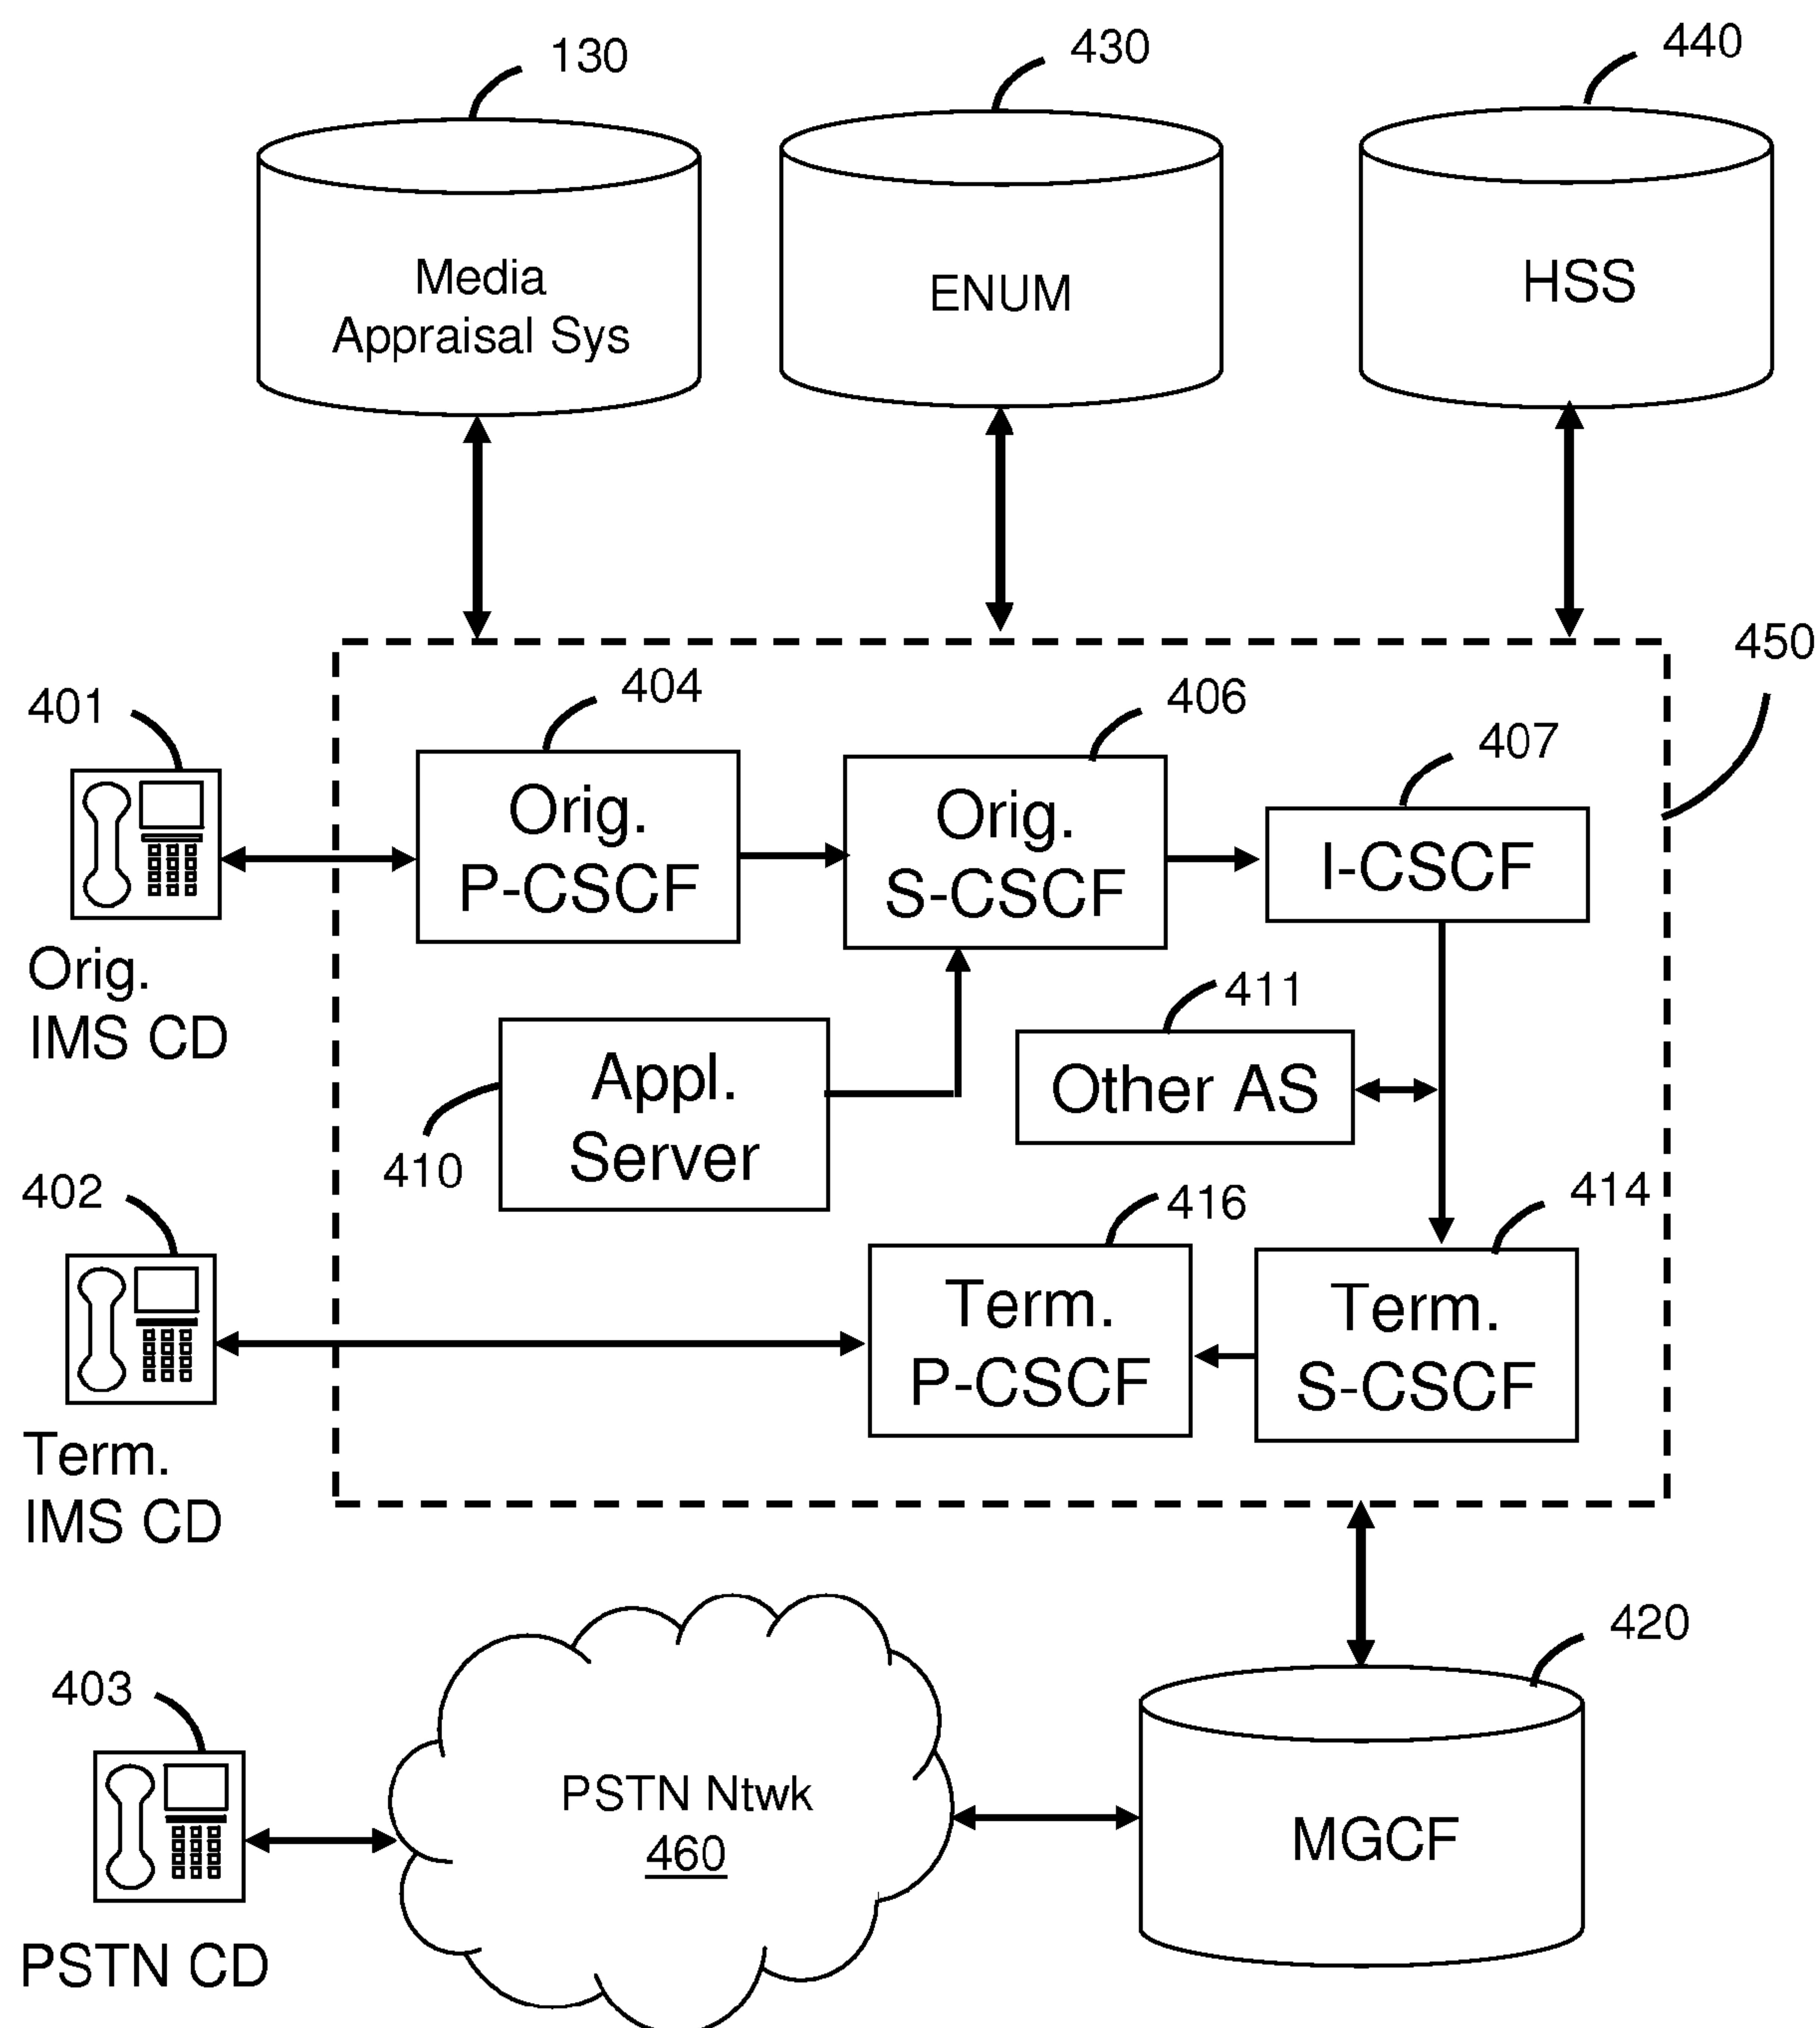 130
430
440
Media
Appraisal Sys
ENUM
HSS
450
401
404
406
407
Orig.
P-CSCF
Orig.
S-CSCF
I-CSCF
Orig.
IMS CD
411
Other AS
Appl.
Server
410
402
416
414
Term.
P-CSCF
Term.
S-CSCF
Term.
IMS CD
420
403
PSTN Ntwk
460
MGCF
PSTN CD